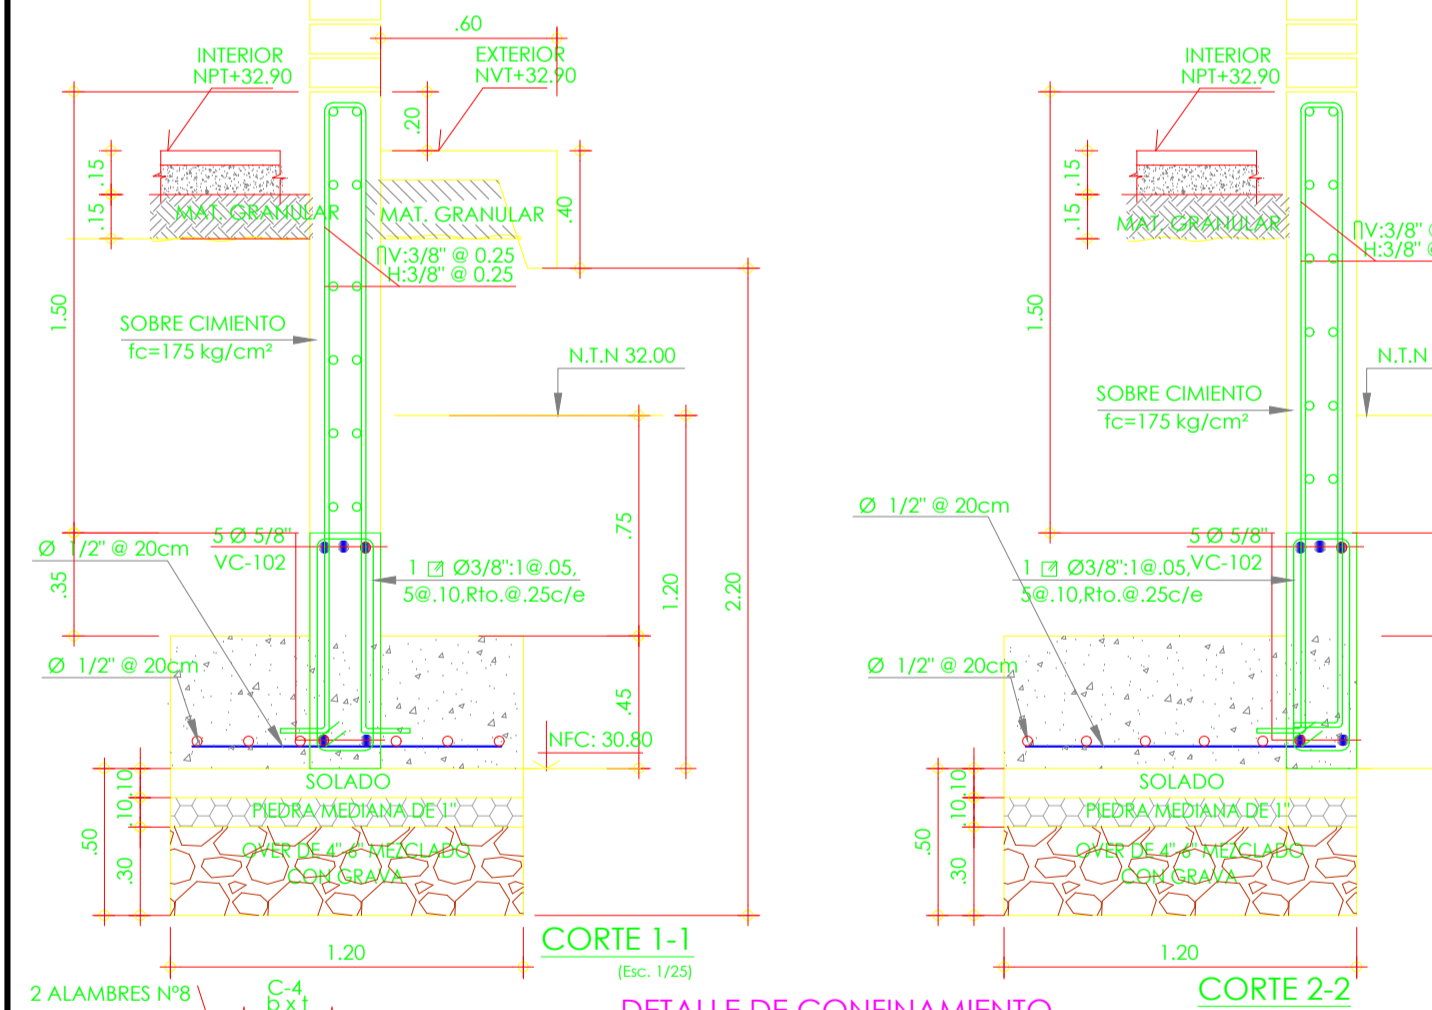 .60
INTERIOR
NPT+32.90
EXTERIOR
NVT+32.90
.20
.15
.15
MAT. GRANULAR
MAT. GRANULAR
.40
∏V:3/8" @ 0.25
H:3/8" @ 0.25
1.50
SOBRE CIMIENTO
fc=175 kg/cm²
N.T.N 32.00
Ø 1/2" @ 20cm
5 Ø 5/8"
VC-102
.35
1 Ø3/8":1@.05,
5@.10,Rto.@.25c/e
.75
1.20
2.20
Ø 1/2" @ 20cm
.45
NFC: 30.80
SOLADO
PIEDRA MEDIANA DE 1"
OVER DE 4" 6" MEZCLADO
CON GRAVA
.10
.10
.50
.30
1.20
CORTE 1-1
(Esc. 1/25)
INTERIOR
NPT+32.90
.15
.15
MAT. GRANULAR
∏V:3/8" @
H:3/8" @
1.50
N.T.N
SOBRE CIMIENTO
fc=175 kg/cm²
Ø 1/2" @ 20cm
5 Ø 5/8"
VC-102
1 Ø3/8":1@.05,
5@.10,Rto.@.25c/e
Ø 1/2" @ 20cm
SOLADO
PIEDRA MEDIANA DE 1"
OVER DE 4" 6" MEZCLADO
CON GRAVA
.10
.10
.50
.30
1.20
CORTE 2-2
2 ALAMBRES Nº8
C-4
b x t
DETALLE DE CONFINAMIENTO